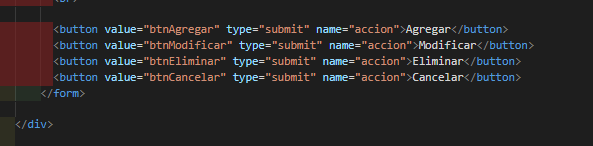 <button value="btnAgregar" type="submit" name="accion">Agregar</button>
<button value="btnModificar" type="submit" name="accion">Modificar</button>
<button value="btnEliminar" type="submit" name="accion">Eliminar</button>
<button value="btnCancelar" type="submit" name="accion">Cancelar</button>
</form>
</div>